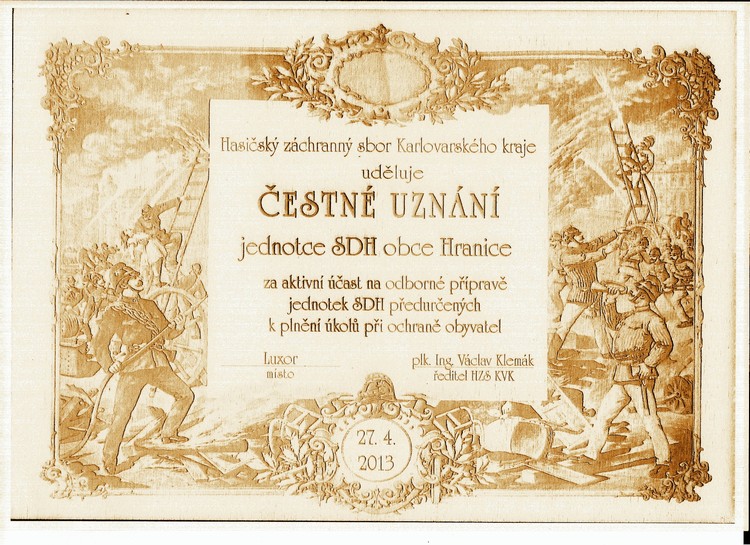 Hasičský záchranný sbor Karlovarského kraje
uděluje
ČESTNÉ UZNÁNÍ
jednotce SDH obce Hranice
za aktivní účast na odborné přípravě
jednotek SDH předurčených
k plnění úkolů při ochraně obyvatel
Luxor
místo
plk. Ing. Václav Klemák
ředitel HZS KVK
27. 4.
2013